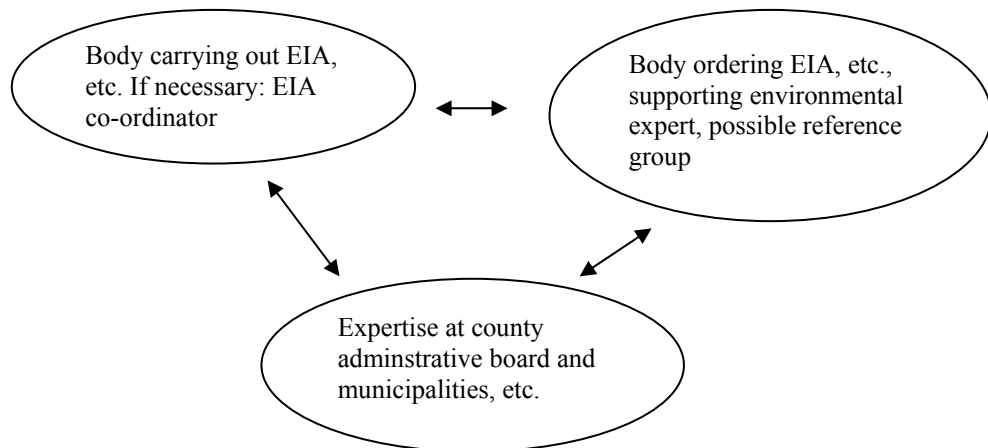 Body carrying out EIA,
etc. If necessary: EIA
co-ordinator
Body ordering EIA, etc.,
supporting environmental
expert, possible reference
group
Expertise at county
adminstrative board and
municipalities, etc.